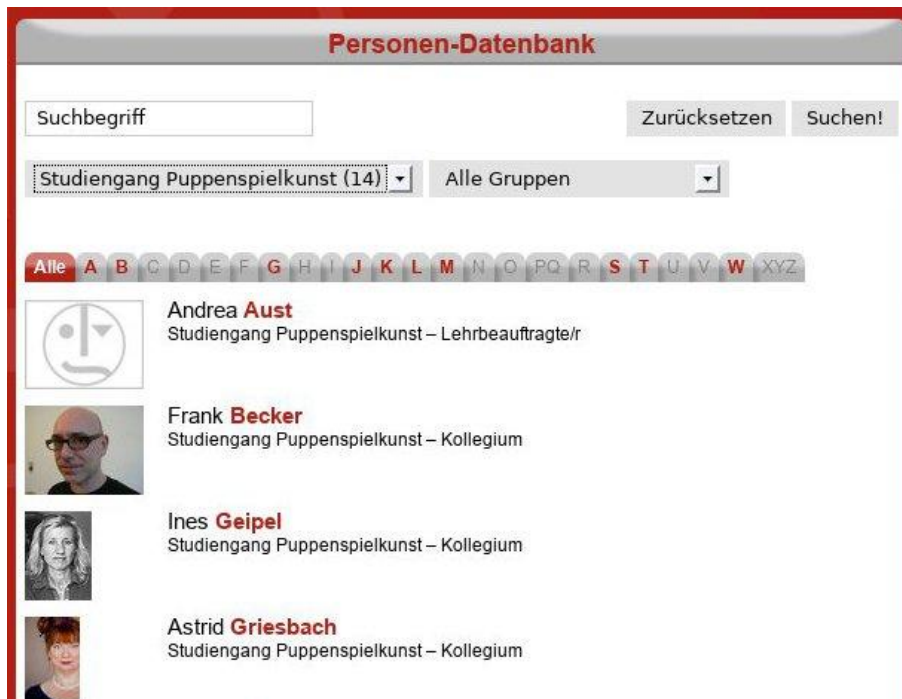 Personen-Datenbank
Suchbegriff Zurücksetzen Suchen!
Studiengang Puppenspielkunst (14) Alle Gruppen
Alle A B C D E F G H I J K L M N O PQ R S T U V W XYZ
Andrea Aust
Studiengang Puppenspielkunst – Lehrbeauftragte/r
Frank Becker
Studiengang Puppenspielkunst – Kollegium
Ines Geipel
Studiengang Puppenspielkunst – Kollegium
Astrid Griesbach
Studiengang Puppenspielkunst – Kollegium